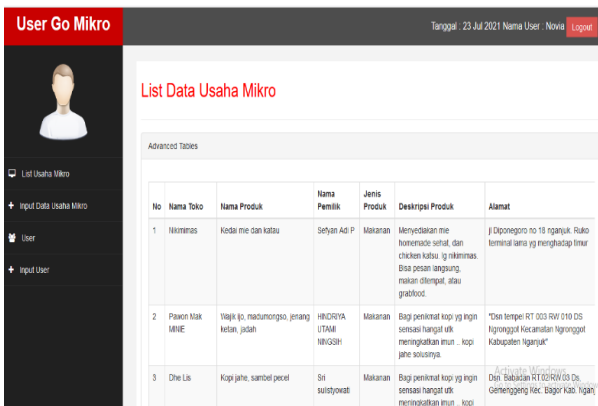 User Go Mikro
Tanggal : 23 Jul 2021 Nama User : Novia Logout
List Data Usaha Mikro
Advanced Tables
List Usaha Mikro
Input Data Usaha Mikro
User
Input User
No Nama Toko Nama Produk Nama Pemilik Jenis Produk Deskripsi Produk Alamat
1 Nikimimas Kedai mie dan katau Sefyan Adi P Makanan
Menyediakan mie
homemade sehat, dan
chicken katsu. Ig nikimimas.
Bisa pesan langsung,
makan ditempat, atau
grabfood.
jl Diponegoro no 18 nganjuk. Ruko
terminal lama yg menghadap timur
2 Pawon Mak
MINIE
Wajik ijo, madumongso, jenang
ketan, jadah
HINDRIYA
UTAMI
NINGSIH
Makanan
Bagi penikmat kopi yg ingin
sensasi hangat utk
meningkatkan imun .. kopi
jahe solusinya.
"Dsn tempel RT 003 RW 010 DS
Ngronggot Kecamatan Ngronggot
Kabupaten Nganjuk"
3 Dhe Lis Kopi jahe, sambel pecel
Sri
sulistyowati
Makanan
Bagi penikmat kopi yg ingin
sensasi hangat utk
meningkatkan imun .. kopi
Dsn. Babadan RT.02/RW.03 Ds.
Gemenggeng Kec. Bagor Kab. Nganj
Activate Windows